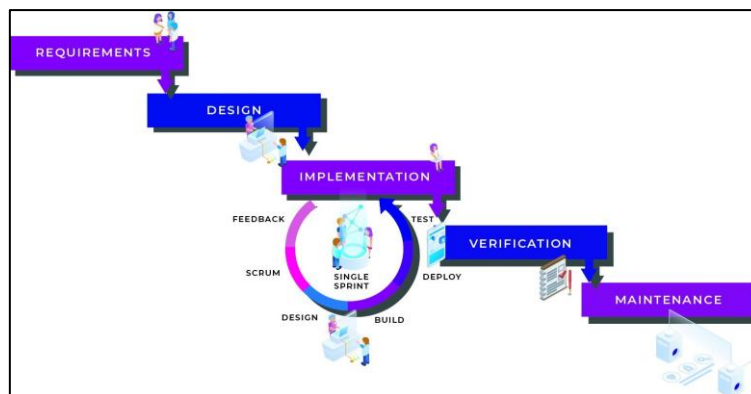 REQUIREMENTS
DESIGN
IMPLEMENTATION
FEEDBACK
TEST
SCRUM
SINGLE
SPRINT
DEPLOY
DESIGN
BUILD
VERIFICATION
MAINTENANCE